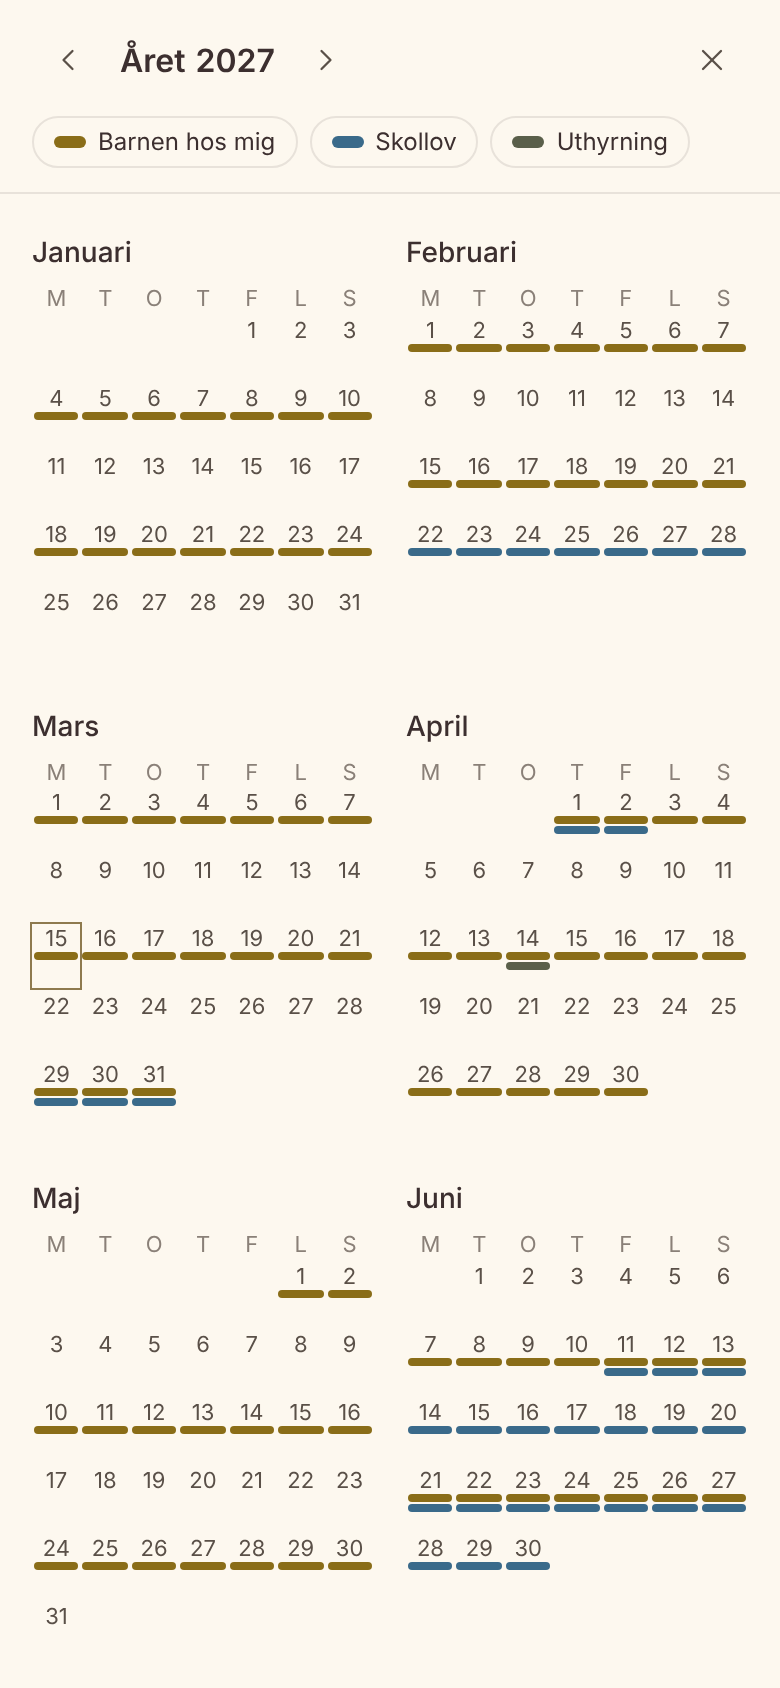 Året 2027
Barnen hos mig
Skollov
Uthyrning
Januari
M T O T F L S
1 2 3
4 5 6 7 8 9 10
11 12 13 14 15 16 17
18 19 20 21 22 23 24
25 26 27 28 29 30 31
Februari
M T O T F L S
1 2 3 4 5 6 7
8 9 10 11 12 13 14
15 16 17 18 19 20 21
22 23 24 25 26 27 28
Mars
M T O T F L S
1 2 3 4 5 6 7
8 9 10 11 12 13 14
15 16 17 18 19 20 21
22 23 24 25 26 27 28
29 30 31
April
M T O T F L S
1 2 3 4
5 6 7 8 9 10 11
12 13 14 15 16 17 18
19 20 21 22 23 24 25
26 27 28 29 30
Maj
M T O T F L S
1 2
3 4 5 6 7 8 9
10 11 12 13 14 15 16
17 18 19 20 21 22 23
24 25 26 27 28 29 30
31
Juni
M T O T F L S
1 2 3 4 5 6
7 8 9 10 11 12 13
14 15 16 17 18 19 20
21 22 23 24 25 26 27
28 29 30